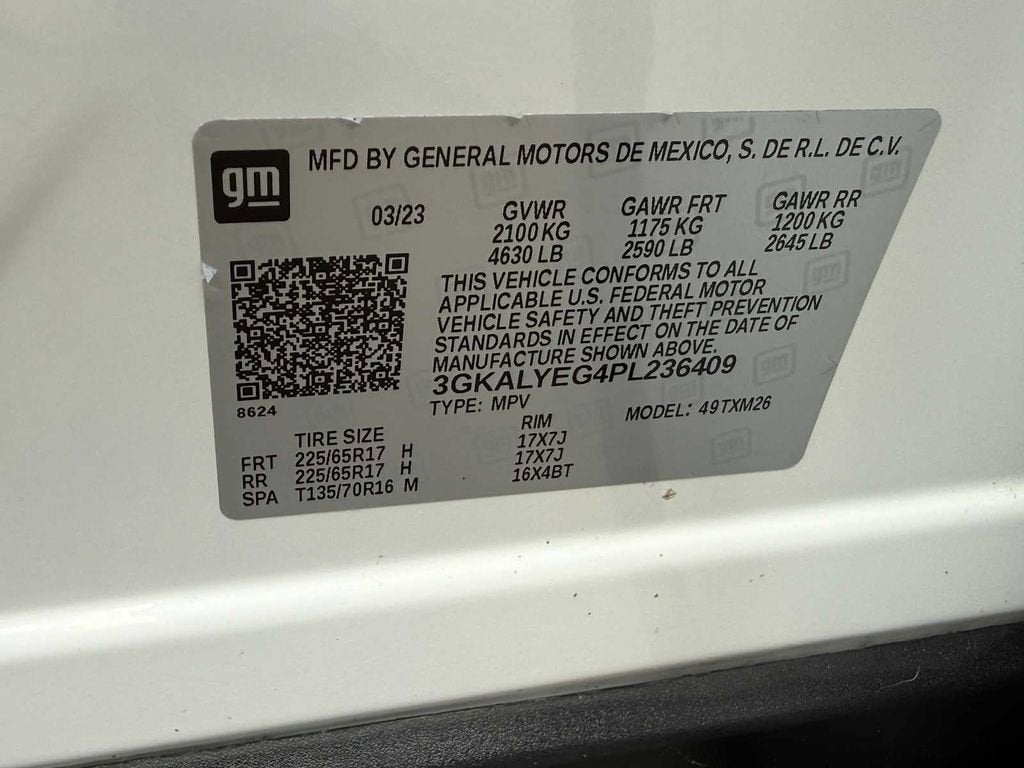 gm
MFD BY GENERAL MOTORS DE MEXICO, S. DE R.L. DE C.V.
03/23 GVWR GAWR FRT GAWR RR
2100 KG 1175 KG 1200 KG
4630 LB 2590 LB 2645 LB
THIS VEHICLE CONFORMS TO ALL
APPLICABLE U.S. FEDERAL MOTOR
VEHICLE SAFETY AND THEFT PREVENTION
STANDARDS IN EFFECT ON THE DATE OF
MANUFACTURE SHOWN ABOVE.
3GKALYEG4PL236409
8624
TYPE: MPV MODEL: 49TXM26
TIRE SIZE RIM
FRT 225/65R17 H 17X7J
RR 225/65R17 H 17X7J
SPA T135/70R16 M 16X4BT